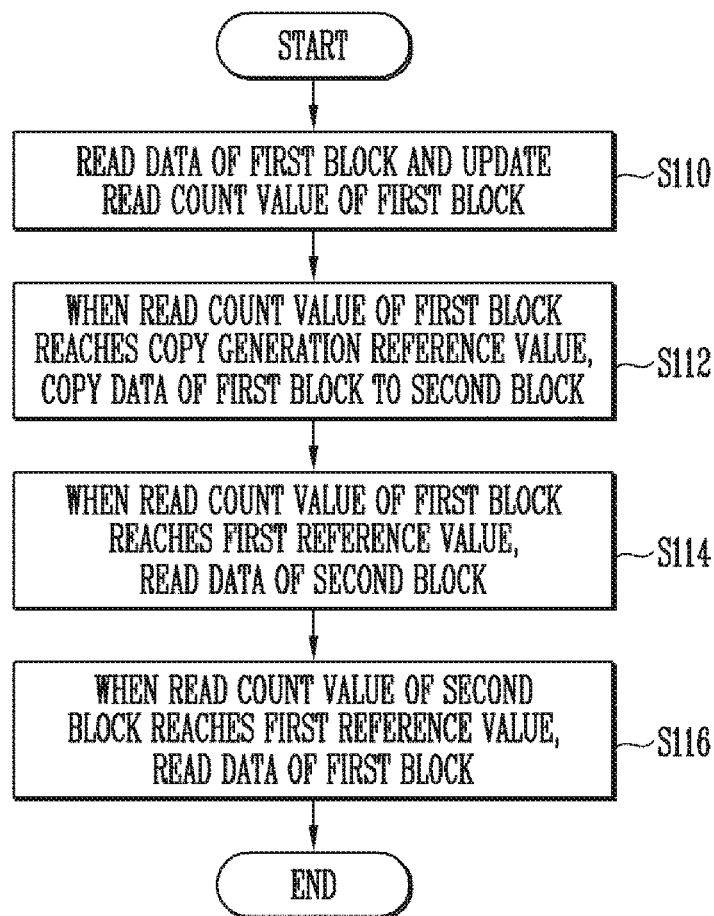 START
READ DATA OF FIRST BLOCK AND UPDATE
READ COUNT VALUE OF FIRST BLOCK
S110
WHEN READ COUNT VALUE OF FIRST BLOCK
REACHES COPY GENERATION REFERENCE VALUE,
COPY DATA OF FIRST BLOCK TO SECOND BLOCK
S112
WHEN READ COUNT VALUE OF FIRST BLOCK
REACHES FIRST REFERENCE VALUE,
READ DATA OF SECOND BLOCK
S114
WHEN READ COUNT VALUE OF SECOND
BLOCK REACHES FIRST REFERENCE VALUE,
READ DATA OF FIRST BLOCK
S116
END